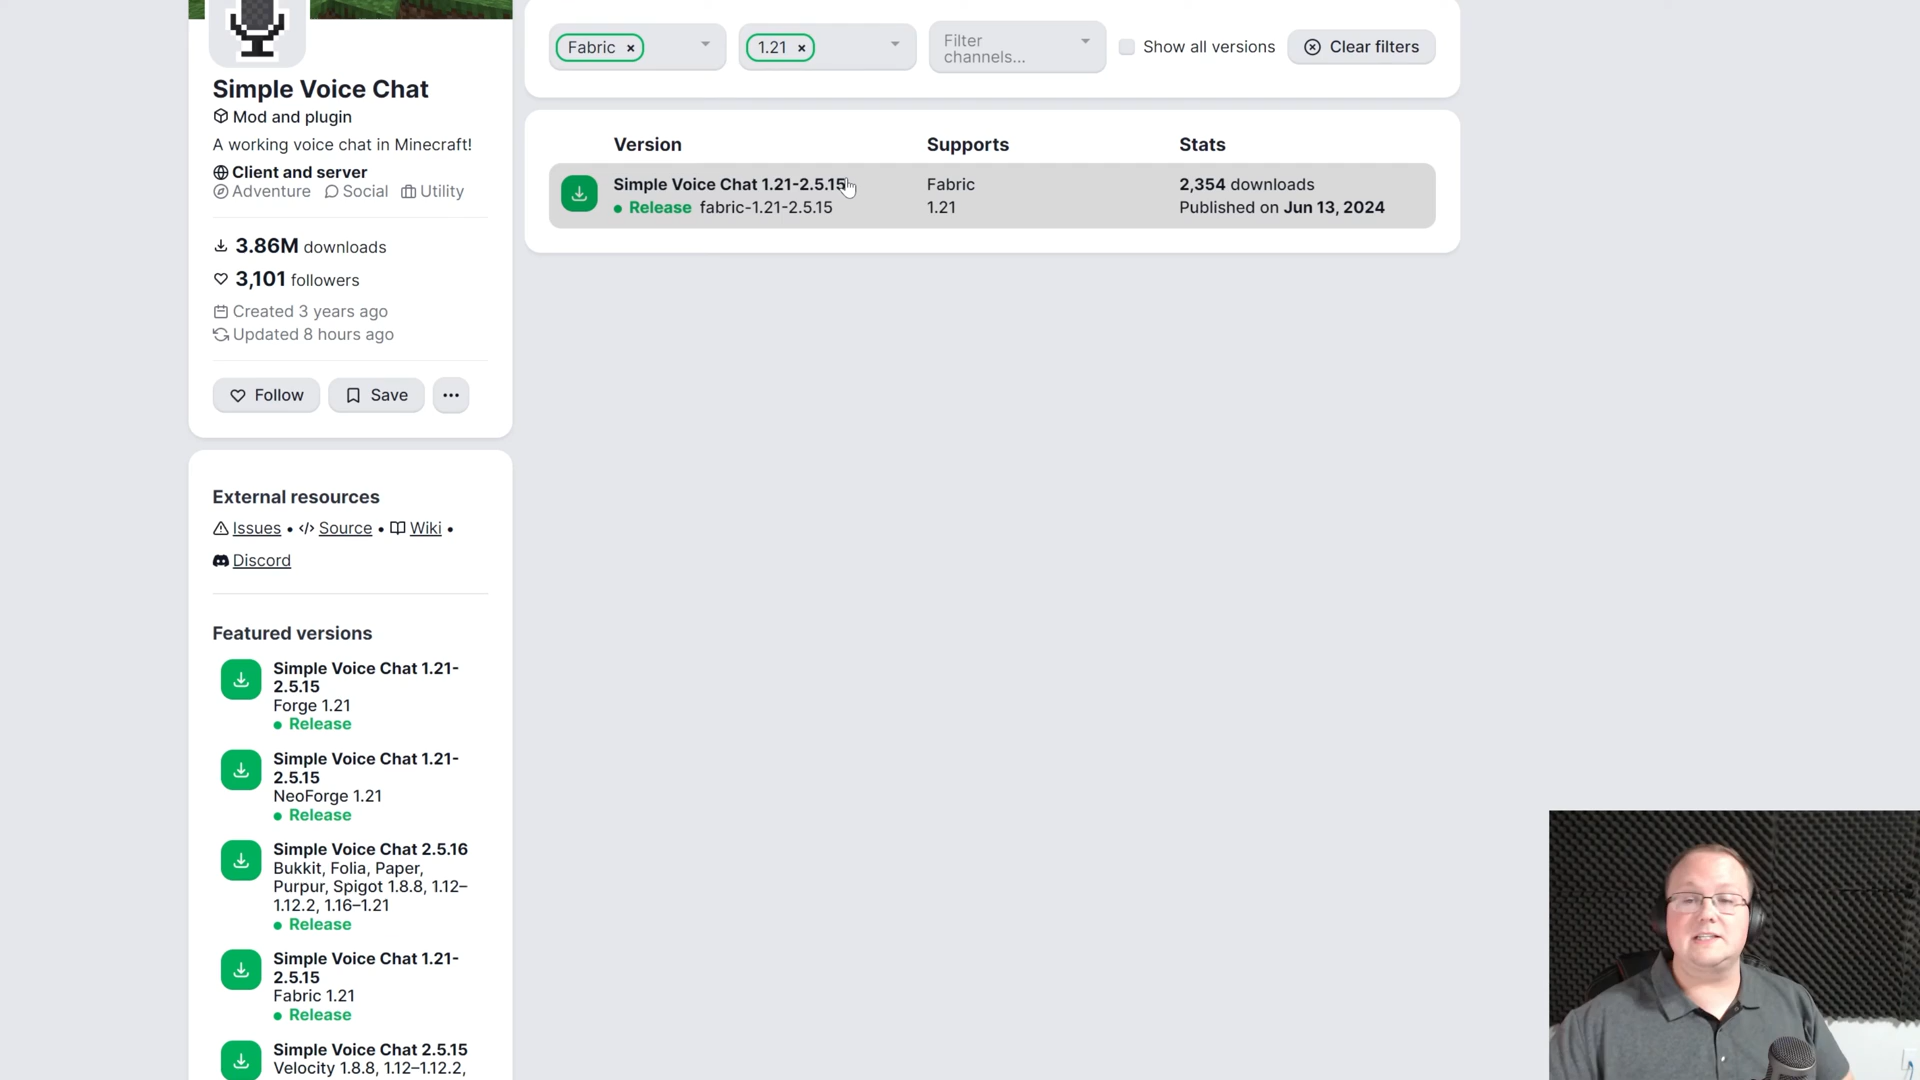 Simple Voice Chat
Mod and plugin
A working voice chat in Minecraft!
Client and server
Adventure Social Utility
3.86M downloads
3,101 followers
Created 3 years ago
Updated 8 hours ago
Follow Save
External resources
Issues • Source • Wiki •
Discord
Featured versions
Simple Voice Chat 1.21-
2.5.15
Forge 1.21
• Release
Simple Voice Chat 1.21-
2.5.15
NeoForge 1.21
• Release
Simple Voice Chat 2.5.16
Bukkit, Folia, Paper,
Purpur, Spigot 1.8.8, 1.12–
1.12.2, 1.16–1.21
• Release
Simple Voice Chat 1.21-
2.5.15
Fabric 1.21
• Release
Simple Voice Chat 2.5.15
Velocity 1.8.8, 1.12–1.12.2,
Fabric × 1.21 × Filter channels... Show all versions Clear filters
Version Supports Stats
Simple Voice Chat 1.21-2.5.15 Fabric 2,354 downloads
• Release fabric-1.21-2.5.15 1.21 Published on Jun 13, 2024